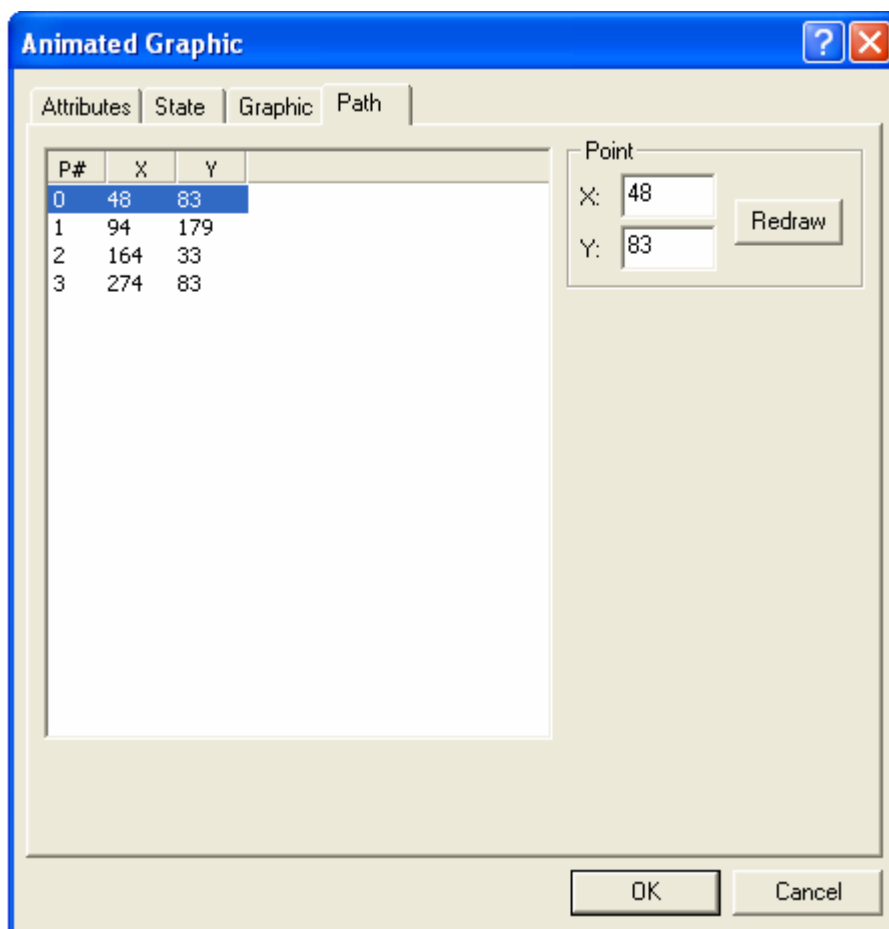 Animated Graphic
Attributes State Graphic Path
P# X Y
0 48 83
1 94 179
2 164 33
3 274 83
Point
X: 48
Y: 83
Redraw
OK Cancel